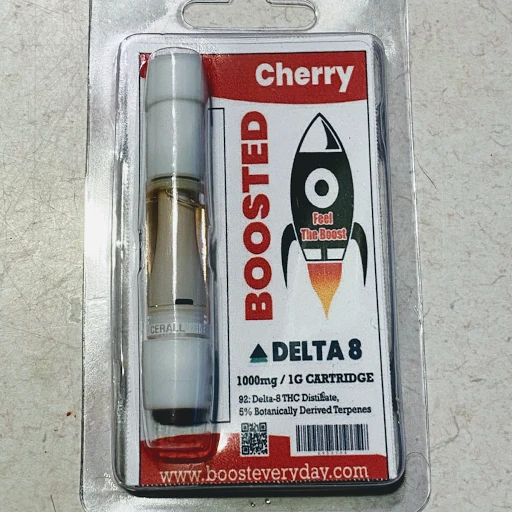 Cherry
BOOSTED
Feel
The Boost
DELTA 8
1000mg / 1G CARTRIDGE
92: Delta-8 THC Distillate,
5% Botanically Derived Terpenes
CERALL
www.boosteveryday.com